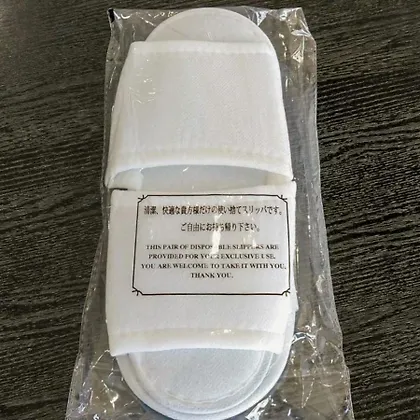 清潔、快適な貴方様だけの使い捨てスリッパです。
ご自由にお持ち帰り下さい。
THIS PAIR OF DISPOSABLE SLIPPERS ARE
PROVIDED FOR YOUR EXCLUSIVE USE.
YOU ARE WELCOME TO TAKE IT WITH YOU,
THANK YOU.